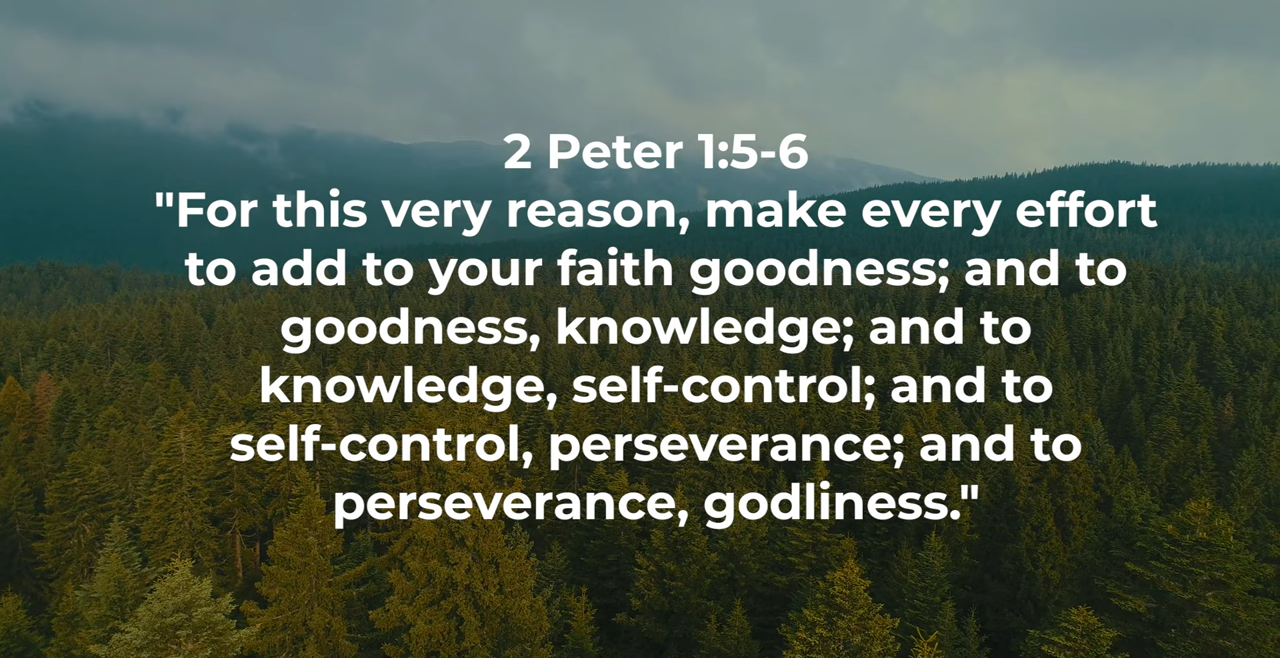 2 Peter 1:5-6
"For this very reason, make every effort
to add to your faith goodness; and to
goodness, knowledge; and to
knowledge, self-control; and to
self-control, perseverance; and to
perseverance, godliness."